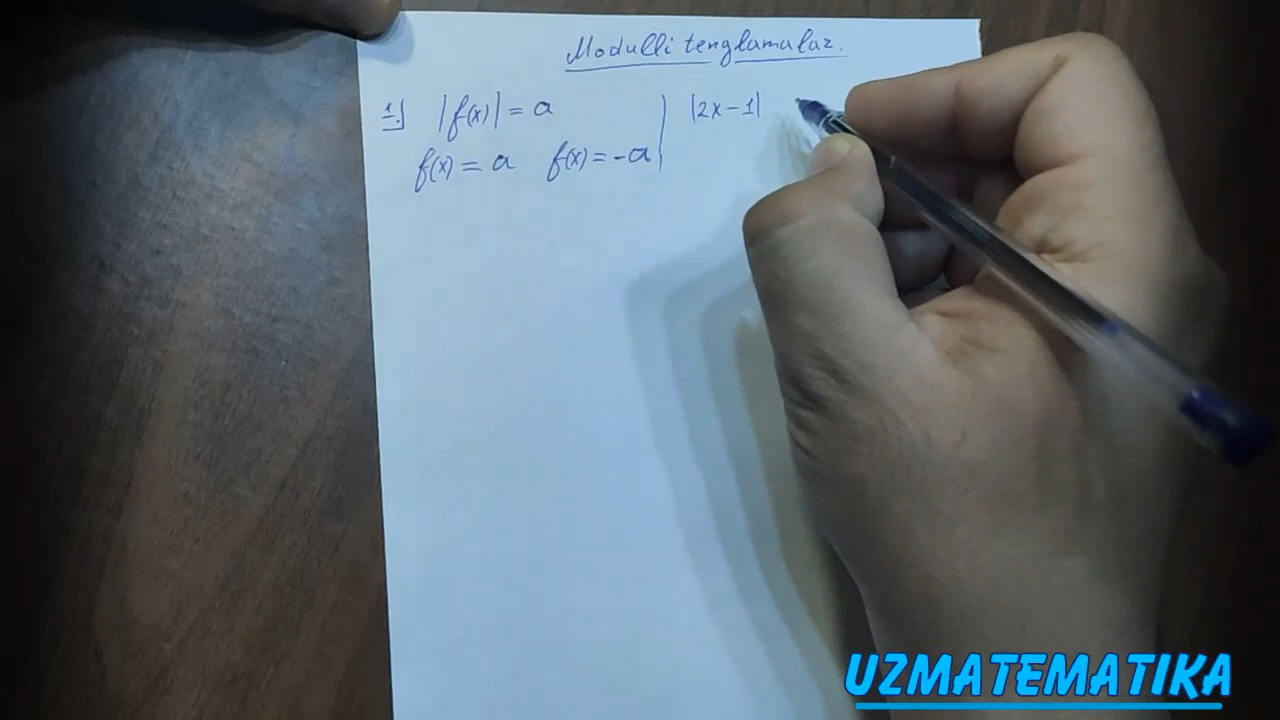 Modulli tenglamalar.
1.) |f(x)| = a
f(x) = a f(x) = -a
|2x-1|
UZMATEMATIKA